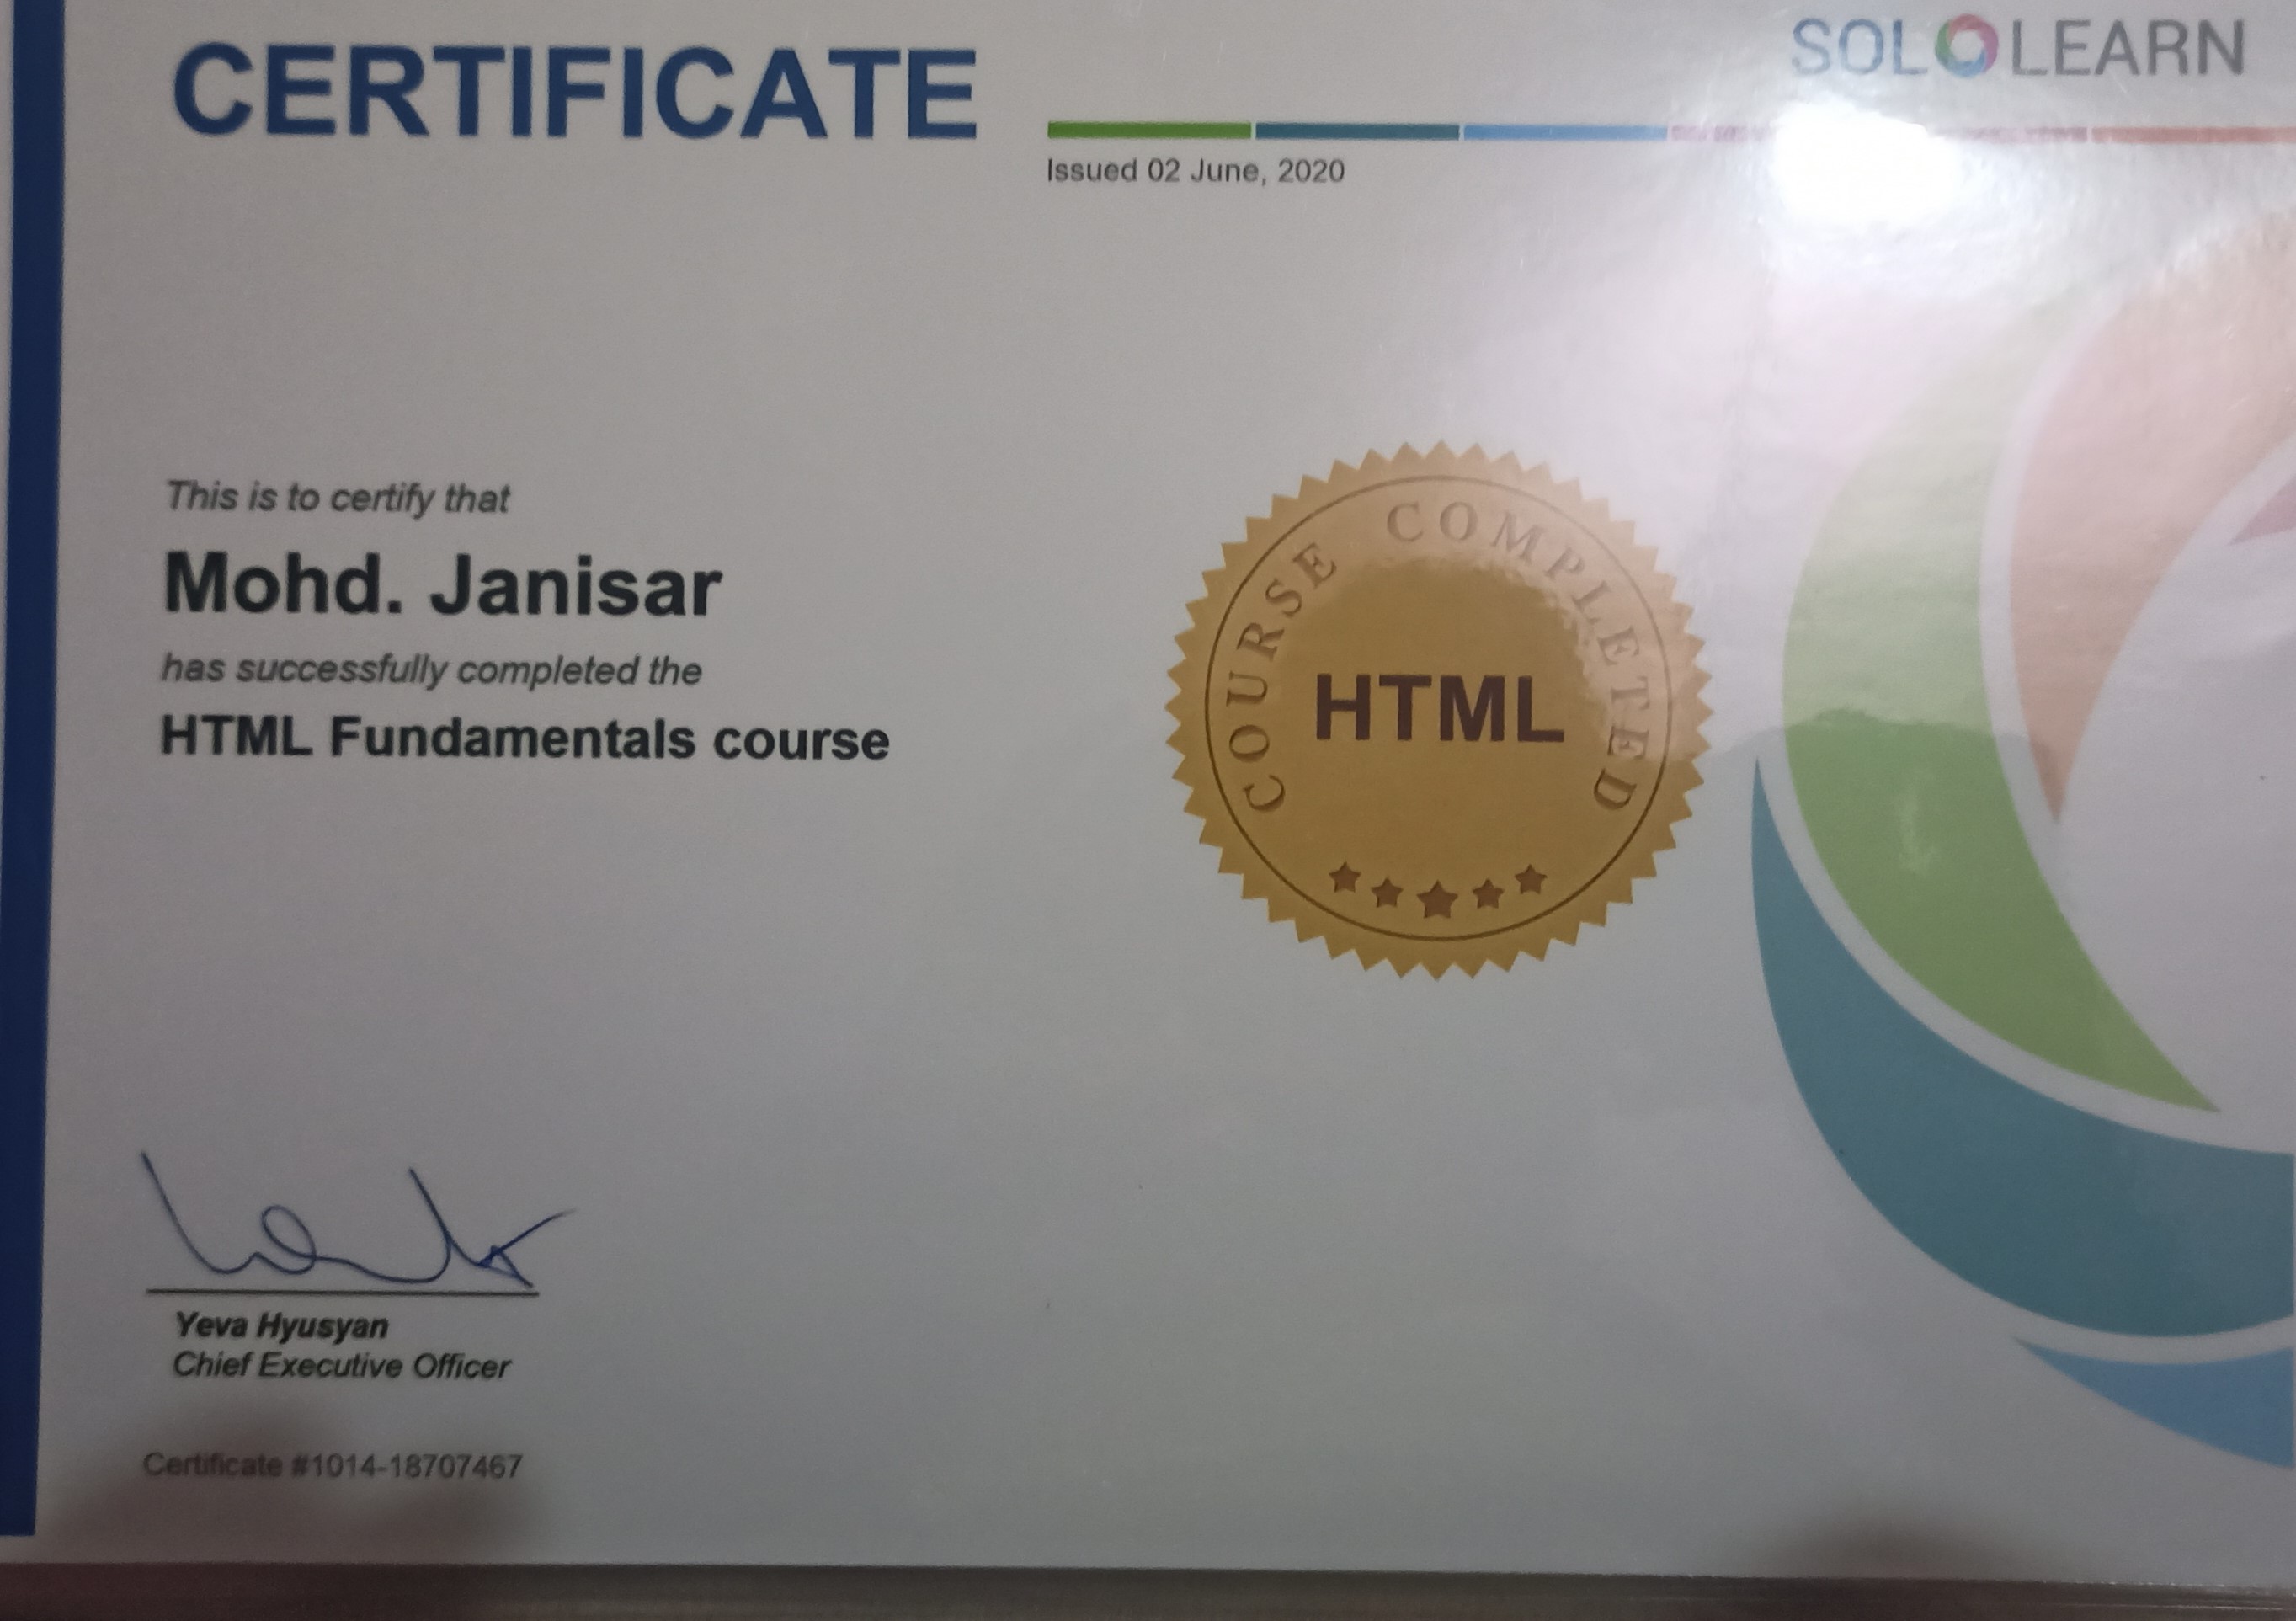 CERTIFICATE
SOLOLEARN
Issued 02 June, 2020
This is to certify that
Mohd. Janisar
has successfully completed the
HTML Fundamentals course
COURSE COMPLETED
HTML
Yeva Hyusyan
Chief Executive Officer
Certificate #1014-18707467